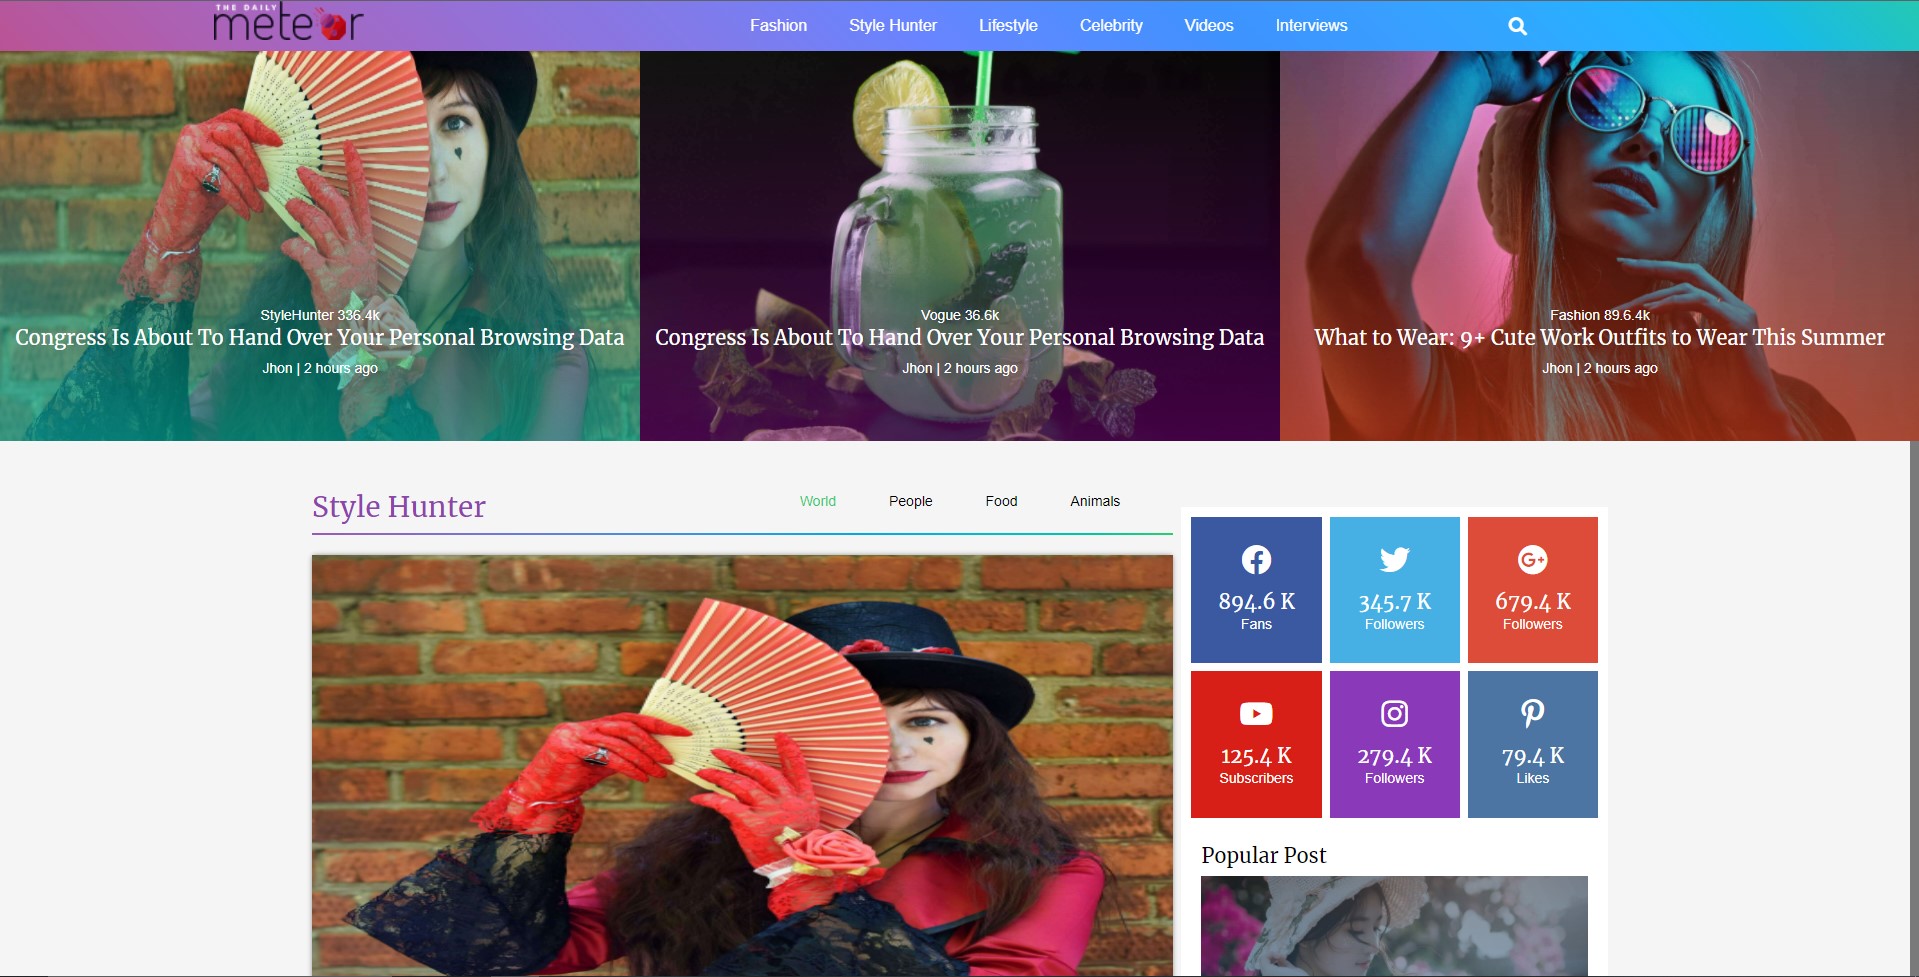 THE DAILY
meteor
Fashion
Style Hunter
Lifestyle
Celebrity
Videos
Interviews
StyleHunter 336.4k
Congress Is About To Hand Over Your Personal Browsing Data
Jhon | 2 hours ago
Vogue 36.6k
Congress Is About To Hand Over Your Personal Browsing Data
Jhon | 2 hours ago
Fashion 89.6.4k
What to Wear: 9+ Cute Work Outfits to Wear This Summer
Jhon | 2 hours ago
Style Hunter
World
People
Food
Animals
894.6 K
Fans
345.7 K
Followers
G+
679.4 K
Followers
125.4 K
Subscribers
279.4 K
Followers
79.4 K
Likes
Popular Post